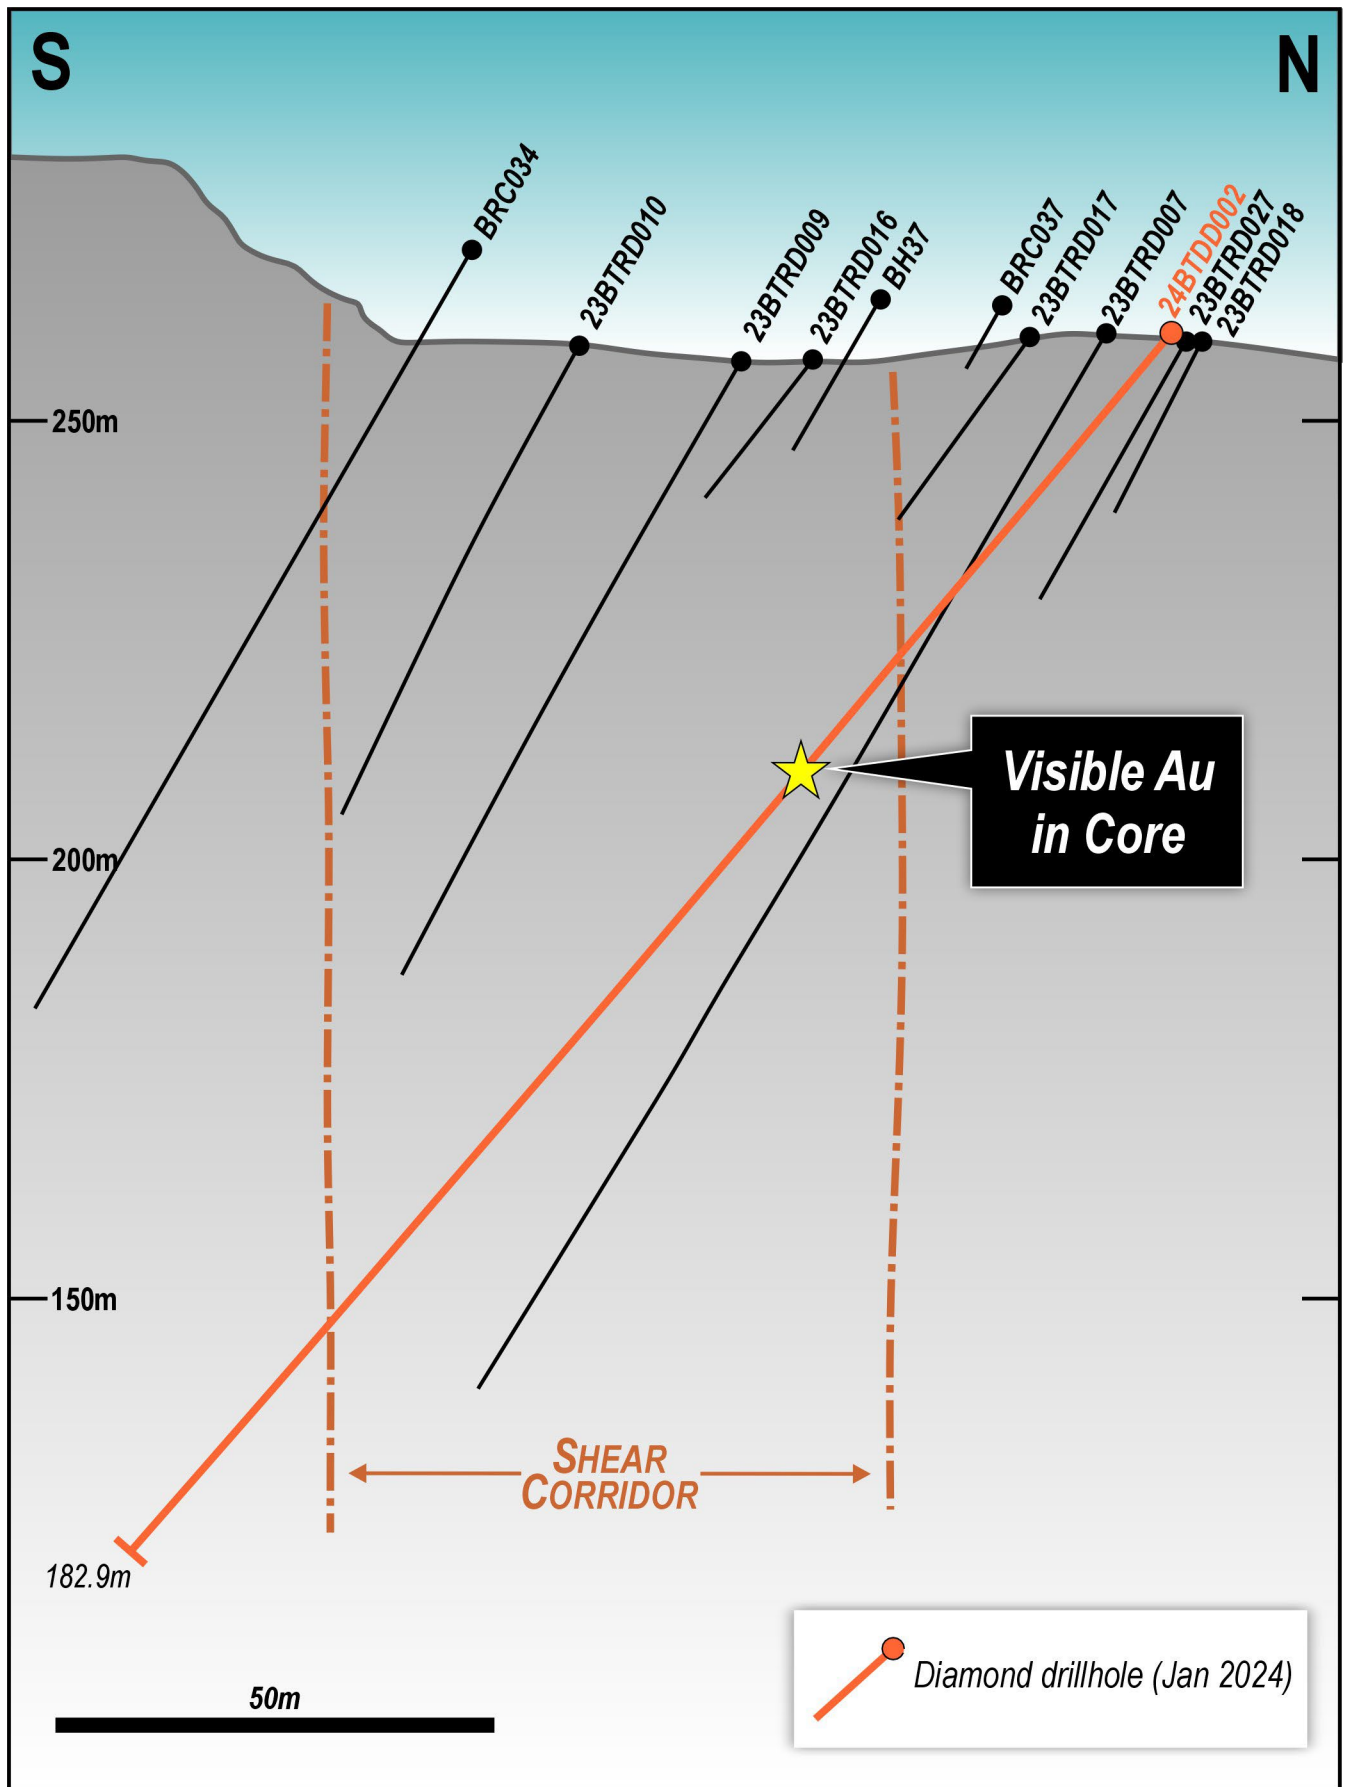 S
N
BRC034
23BTRD010
23BTRD009
23BTRD016
BH37
BRC037
23BTRD017
23BTRD007
24BTDD002
23BTRD027
23BTRD018
250m
Visible Au
in Core
200m
150m
SHEAR
CORRIDOR
182.9m
Diamond drillhole (Jan 2024)
50m